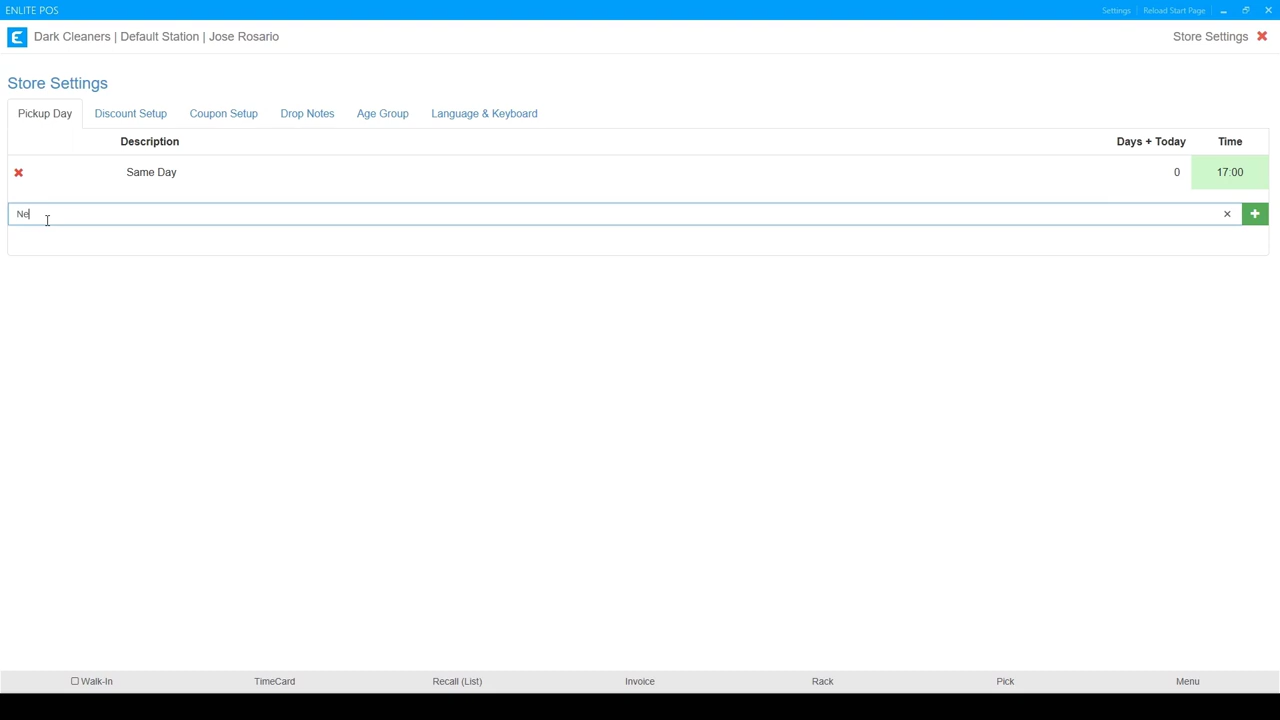 ENLITE POS
Settings | Reload Start Page
E Dark Cleaners | Default Station | Jose Rosario
Store Settings
Store Settings
Pickup Day Discount Setup Coupon Setup Drop Notes Age Group Language & Keyboard
Description Days + Today Time
Same Day 0 17:00
Ne
Walk-In TimeCard Recall (List) Invoice Rack Pick Menu